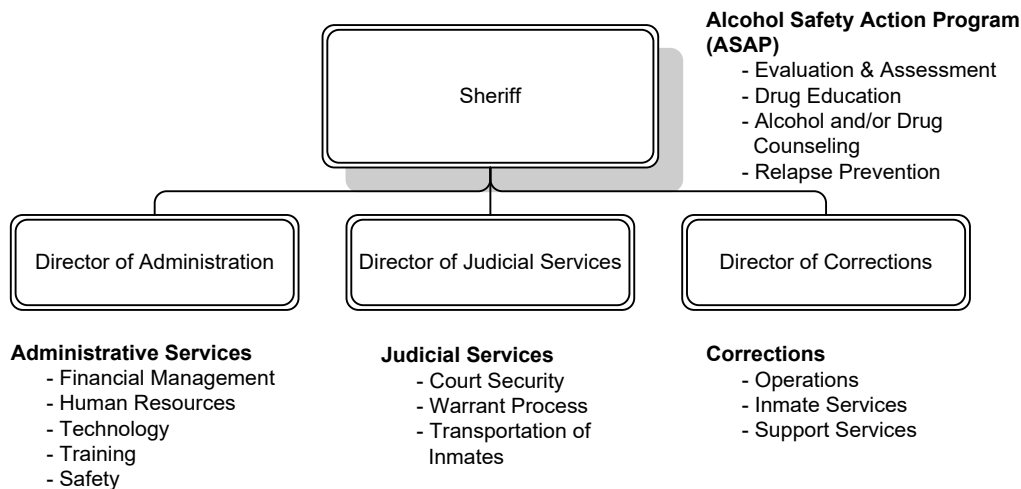 Alcohol Safety Action Program
(ASAP)
- Evaluation & Assessment
- Drug Education
- Alcohol and/or Drug
Counseling
- Relapse Prevention
Sheriff
Director of Administration
Director of Judicial Services
Director of Corrections
Administrative Services
- Financial Management
- Human Resources
- Technology
- Training
- Safety
Judicial Services
- Court Security
- Warrant Process
- Transportation of
Inmates
Corrections
- Operations
- Inmate Services
- Support Services